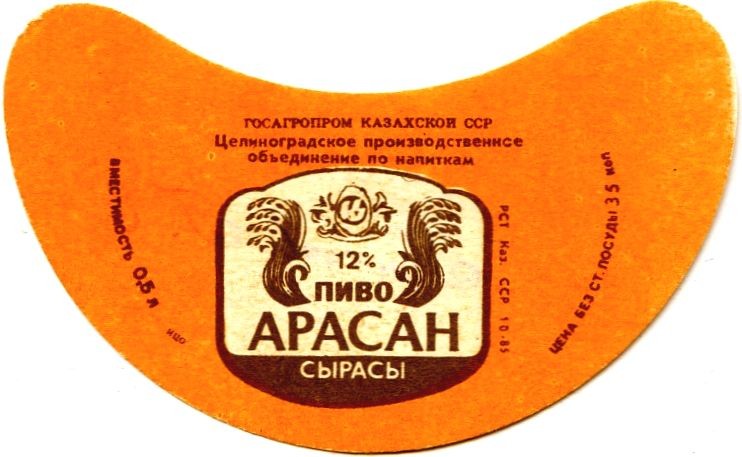 ГОСАГРОПРОМ КАЗАХСКОЙ ССР
Целиноградское производственное
объединение по напиткам
ВМЕСТИМОСТЬ 0,5 л
12%
ПИВО
АРАСАН
СЫРАСЫ
РСТ Каз. ССР 10-85
ЦЕНА БЕЗ СТ. ПОСУДЫ 35 коп